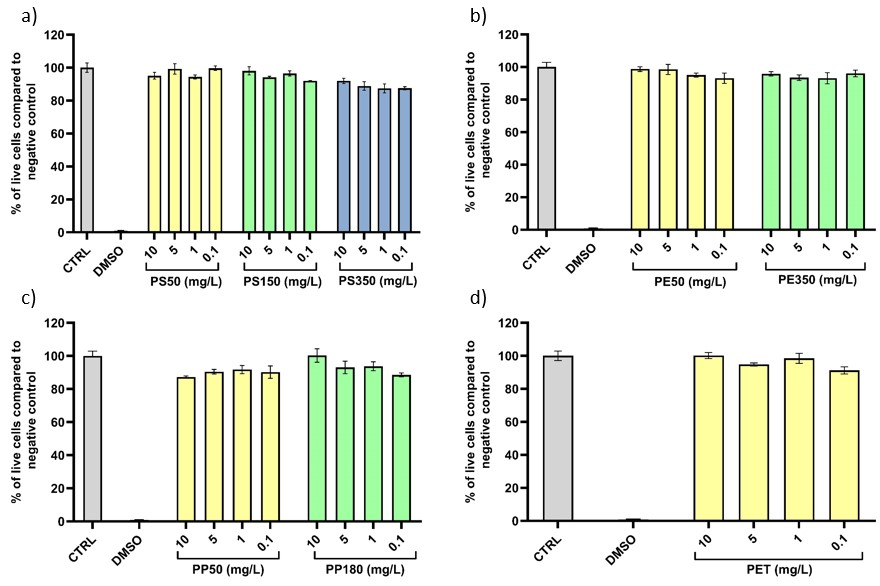 a)
% of live cells compared to
negative control
120
100
80
60
40
20
0
CTRL
DMSO
10
5
1
0.1
10
5
1
0.1
10
5
1
0.1
PS50 (mg/L)
PS150 (mg/L)
PS350 (mg/L)
b)
% of live cells compared to
negative control
120
100
80
60
40
20
0
CTRL
DMSO
10
5
1
0.1
10
5
1
0.1
PE50 (mg/L)
PE350 (mg/L)
c)
% of live cells compared to
negative control
120
100
80
60
40
20
0
CTRL
DMSO
10
5
1
0.1
10
5
1
0.1
PP50 (mg/L)
PP180 (mg/L)
d)
% of live cells compared to
negative control
120
100
80
60
40
20
0
CTRL
DMSO
10
5
1
0.1
PET (mg/L)